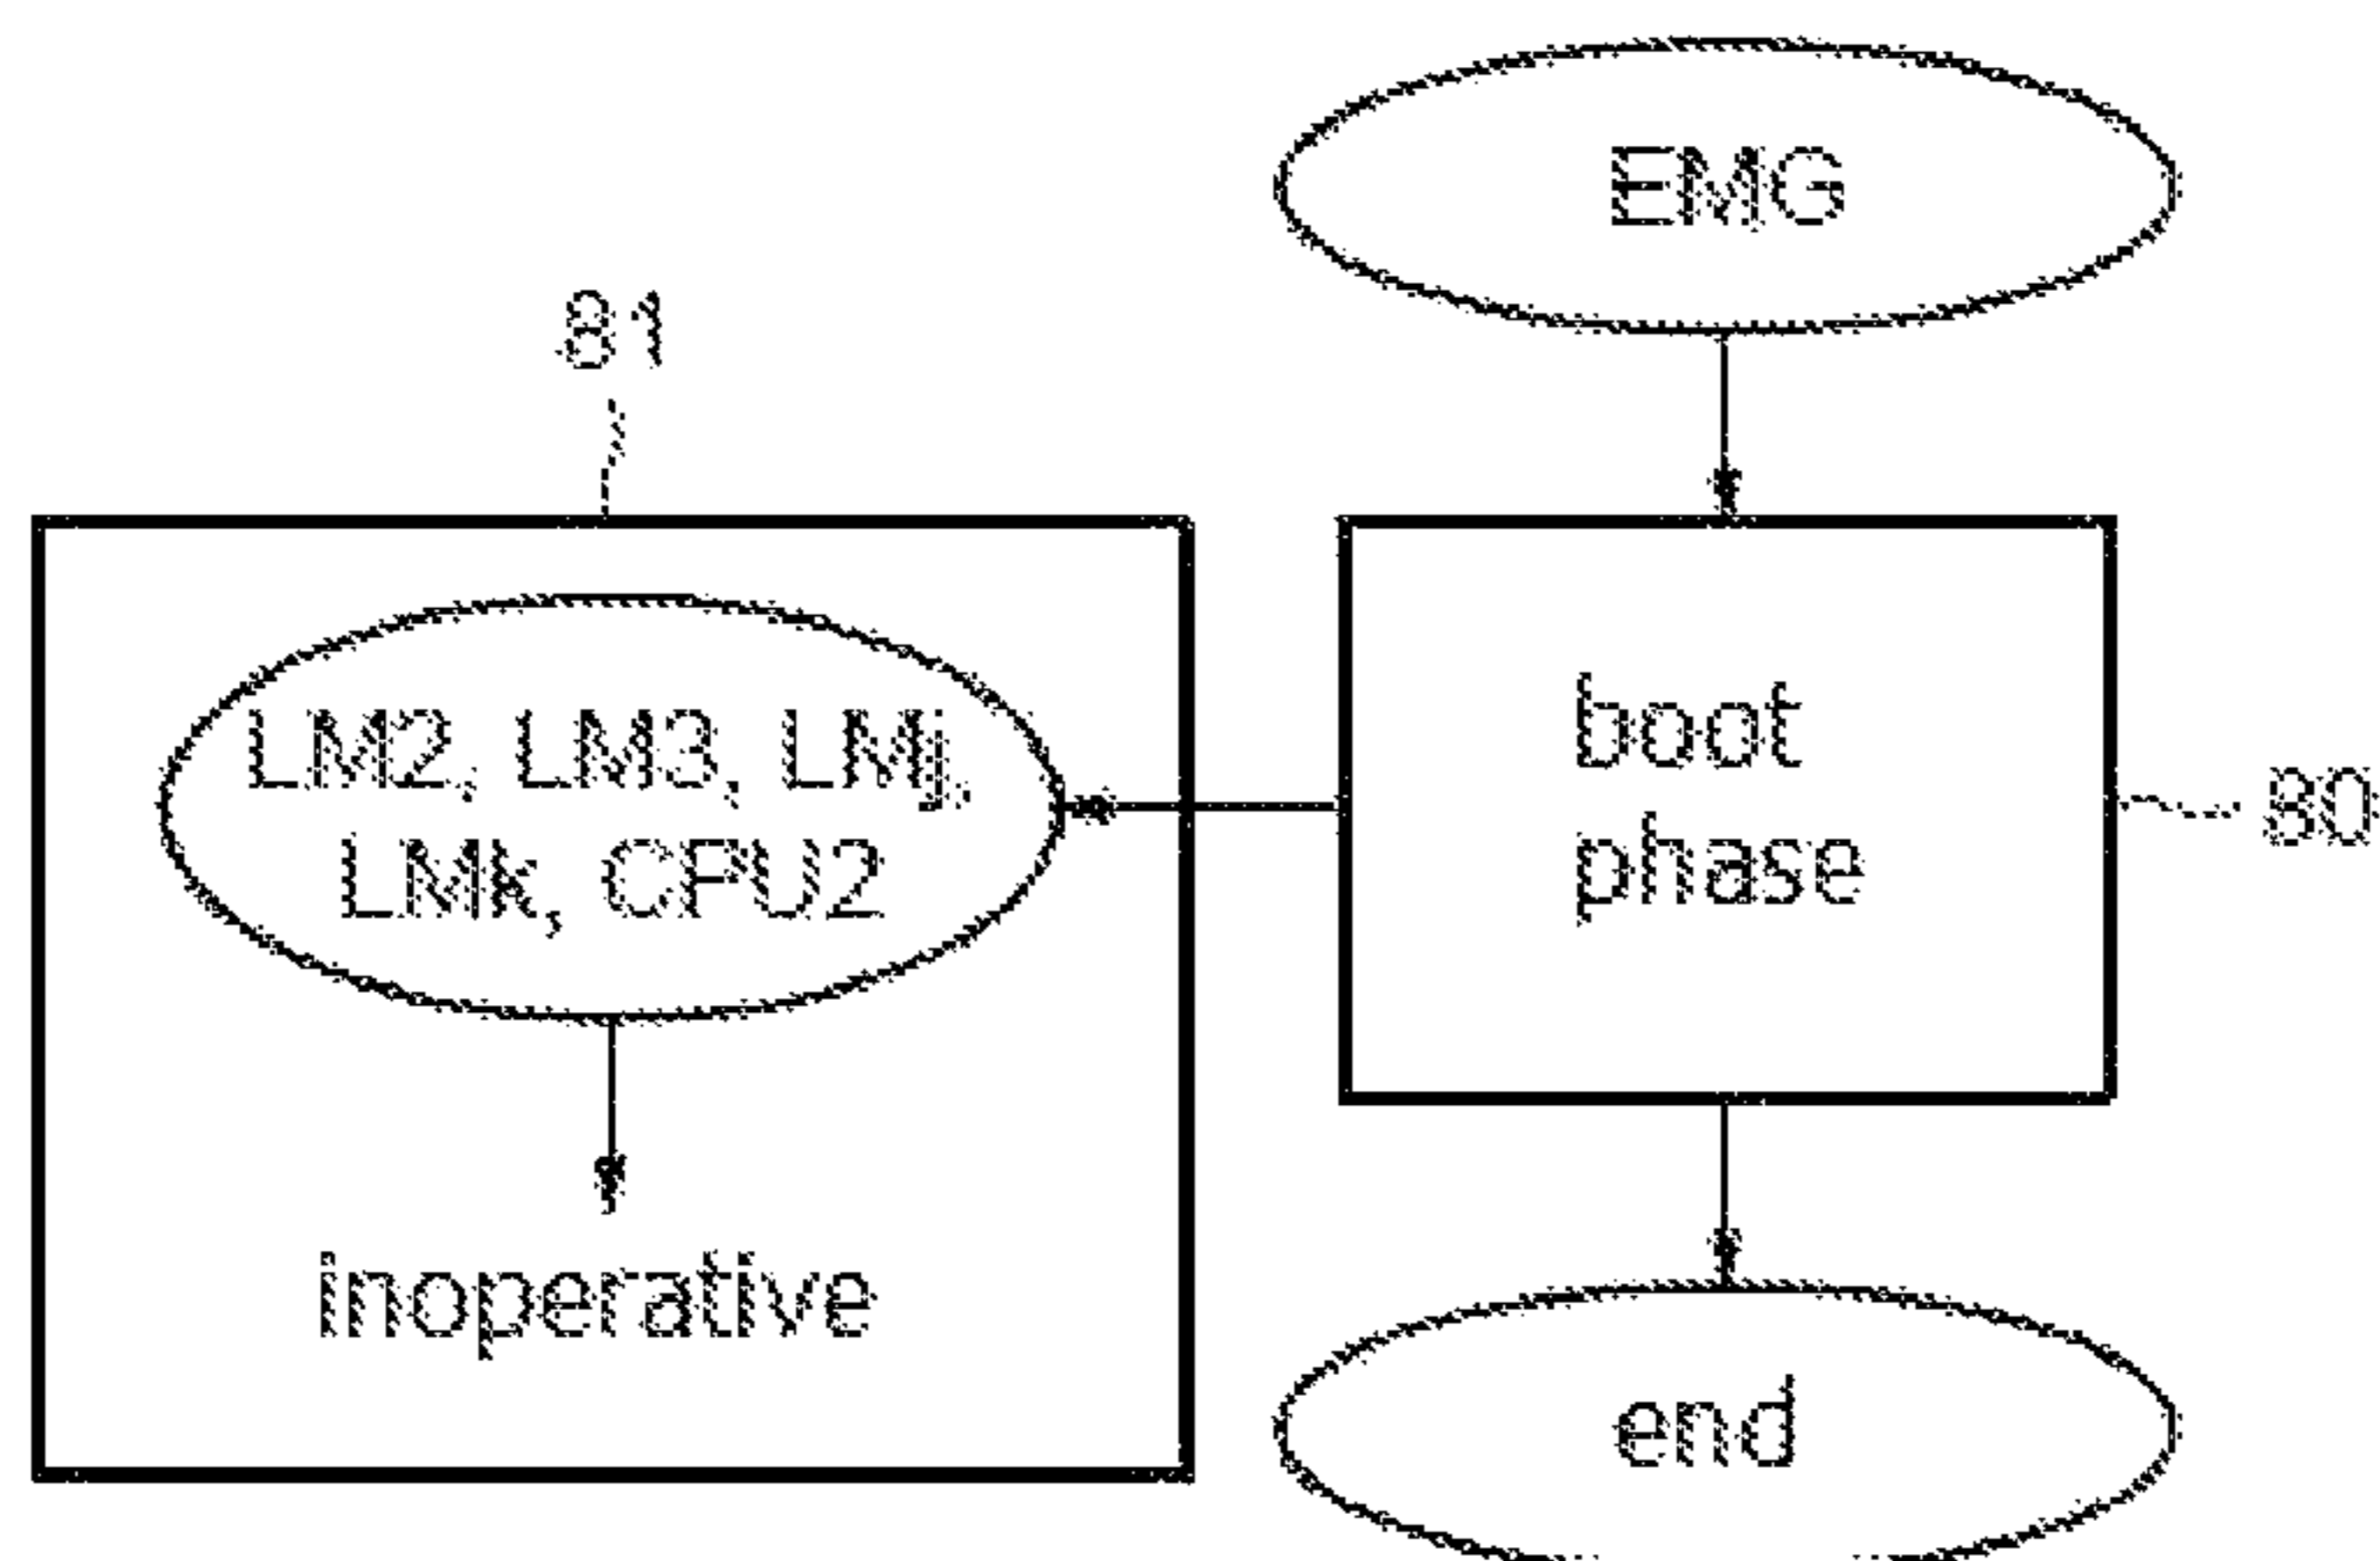 EMG
81
LM2, LM3, LMj,
LMk, CPU2
inoperative
boot
phase
80
end